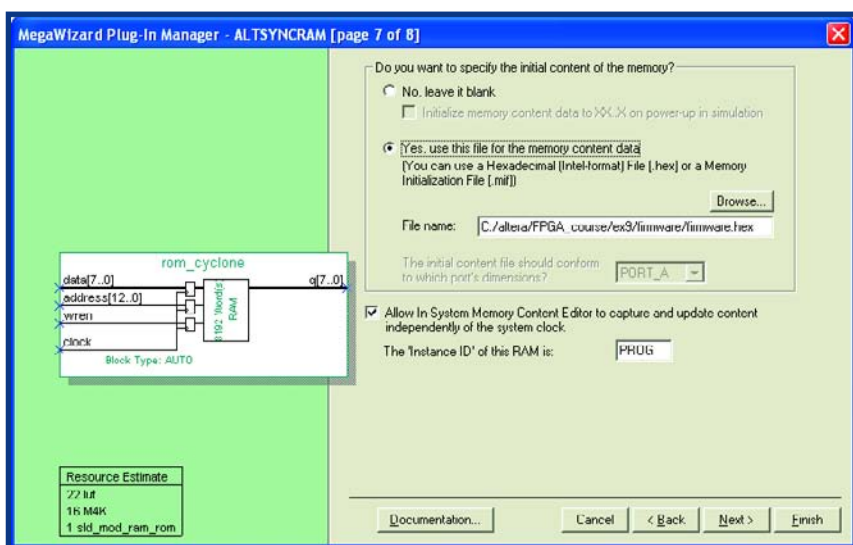 MegaWizard Plug-In Manager - ALTSYNCRAM [page 7 of 8]
Do you want to specify the initial content of the memory?
No, leave it blank
Initialize memory content data to XX..X on power-up in simulation
Yes, use this file for the memory content data
(You can use a Hexadecimal (Intel-format) File [.hex] or a Memory
Initialization File [.mif])
Browse...
File name: C:/altera/FPGA_course/ex9/firmware/firmware.hex
The initial content file should conform
to which port's dimensions? PORT_A
Allow In System Memory Content Editor to capture and update content
independently of the system clock
The 'Instance ID' of this RAM is: PROG
rom_cyclone
data[7..0] q[7..0]
address[12..0]
wren
clock
8192 Word(s)
RAM
Block Type: AUTO
Resource Estimate
22 lut
16 M4K
1 sld_mod_ram_rom
Documentation... Cancel < Back Next > Finish